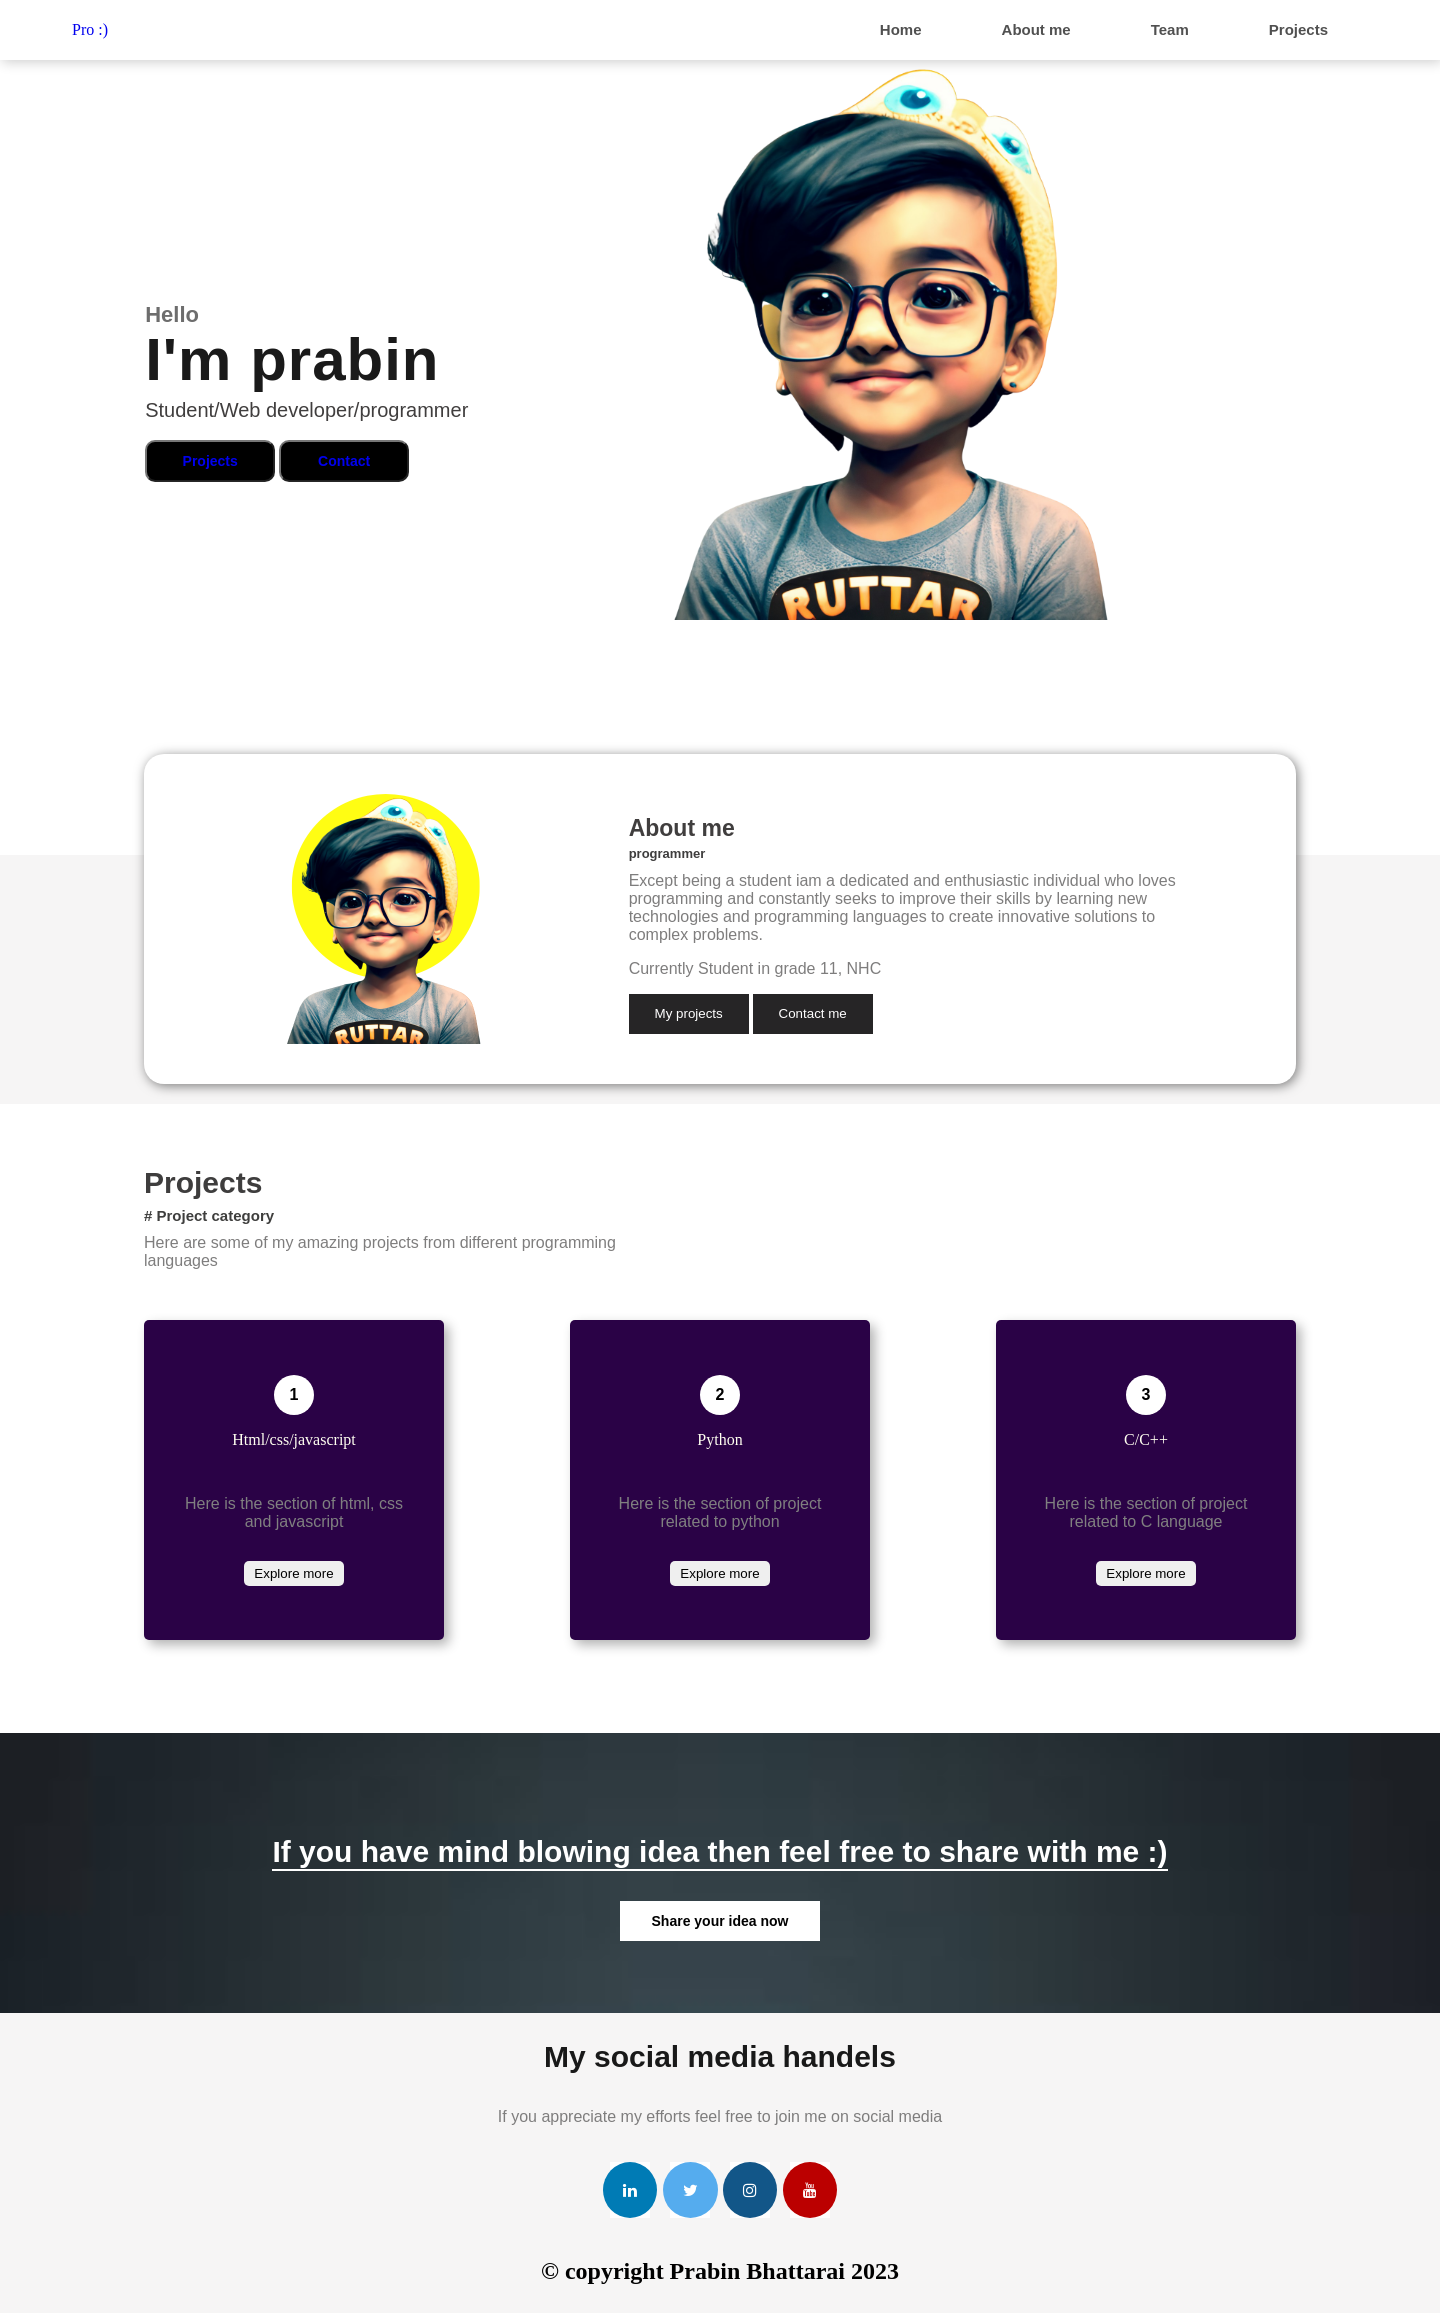 Pro :)
Home
About me
Team
Projects
Hello
I'm prabin
Student/Web developer/programmer
Projects
Contact
RUTTAR
About me
programmer
Except being a student iam a dedicated and enthusiastic individual who loves
programming and constantly seeks to improve their skills by learning new
technologies and programming languages to create innovative solutions to
complex problems.
Currently Student in grade 11, NHC
My projects
Contact me
RUTTAR
Projects
# Project category
Here are some of my amazing projects from different programming
languages
1
Html/css/javascript
Here is the section of html, css
and javascript
Explore more
2
Python
Here is the section of project
related to python
Explore more
3
C/C++
Here is the section of project
related to C language
Explore more
If you have mind blowing idea then feel free to share with me :)
Share your idea now
My social media handels
If you appreciate my efforts feel free to join me on social media
in
You Tube
© copyright Prabin Bhattarai 2023